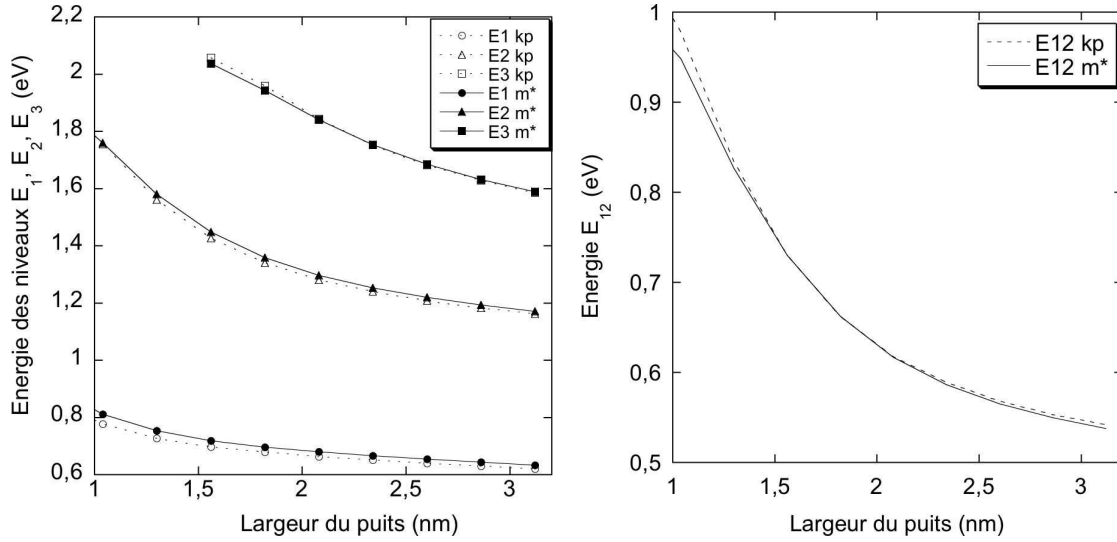 2,2
2
1,8
1,6
1,4
1,2
1
0,8
0,6
Energie des niveaux E1, E2, E3 (eV)
E1 kp
E2 kp
E3 kp
E1 m*
E2 m*
E3 m*
1
1,5
2
2,5
3
Largeur du puits (nm)
1
0,9
0,8
0,7
0,6
0,5
Energie E12 (eV)
E12 kp
E12 m*
1
1,5
2
2,5
3
Largeur du puits (nm)